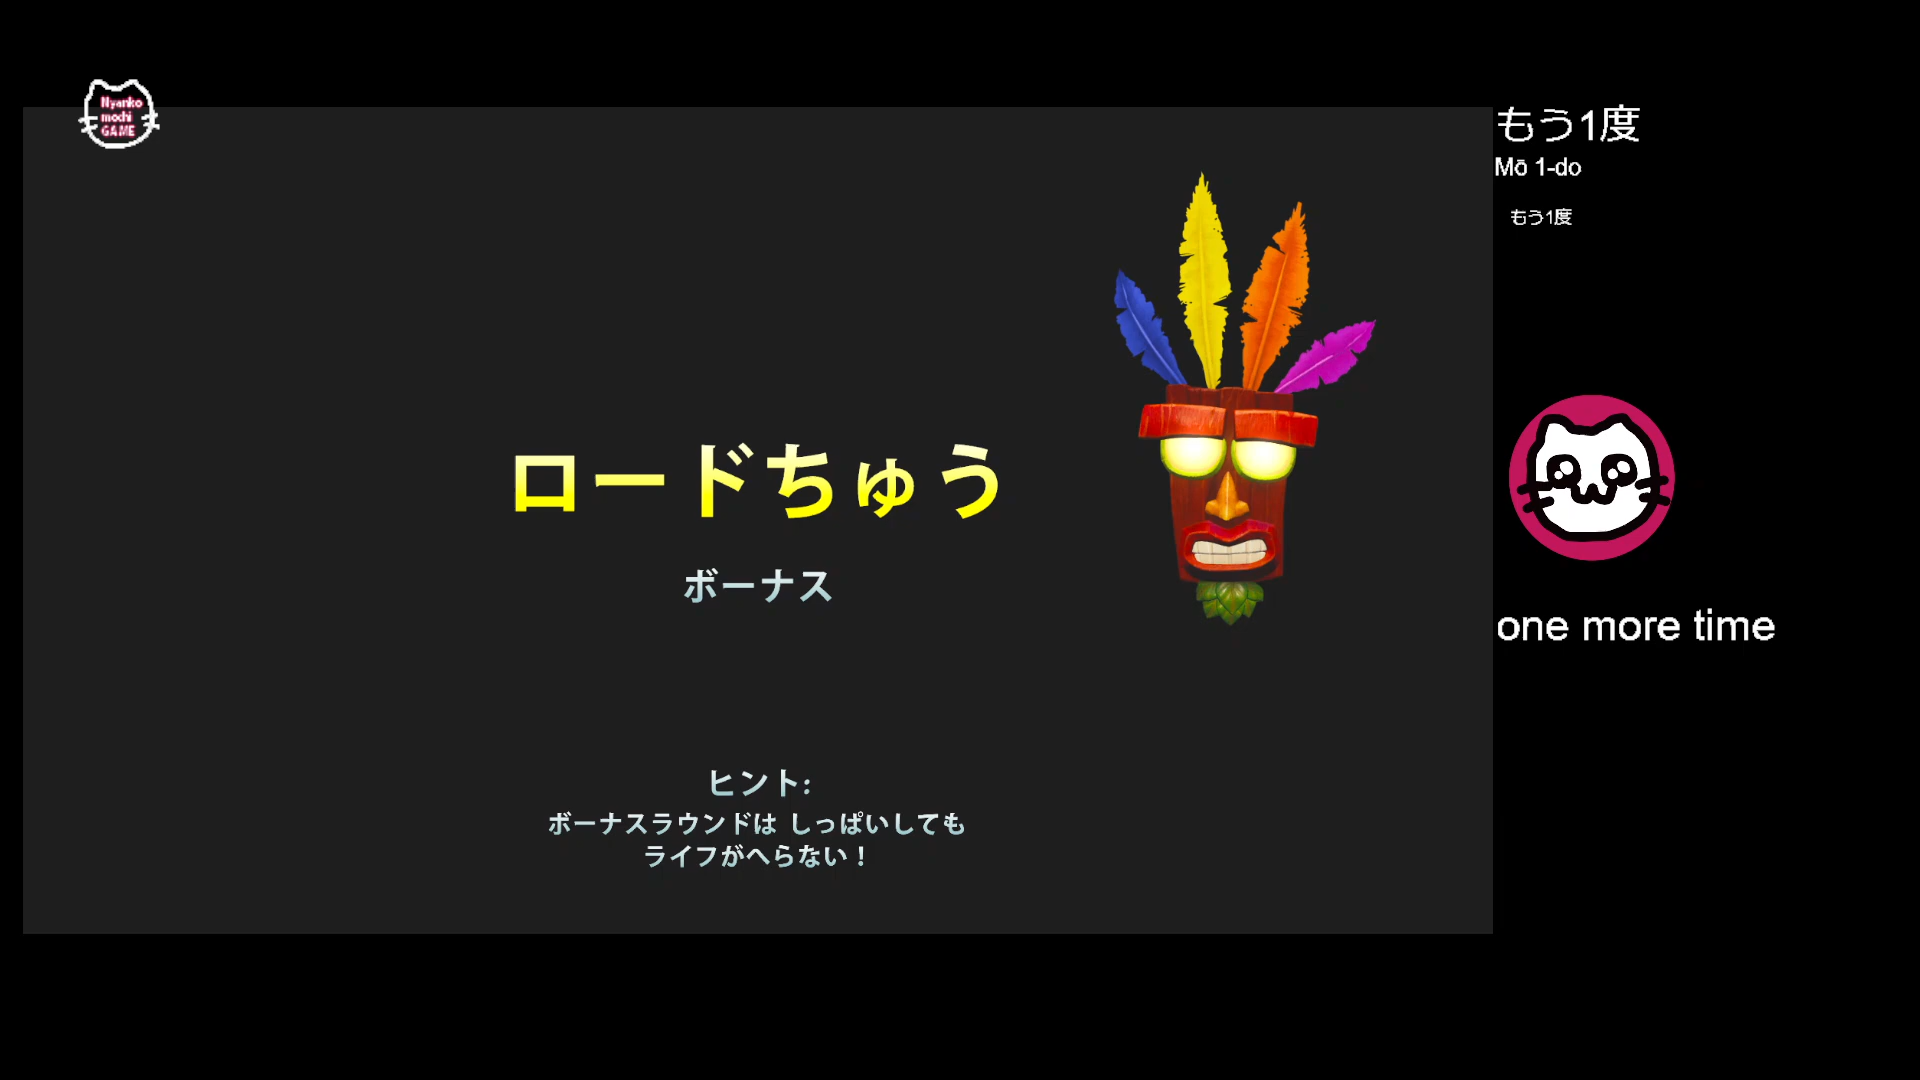 Nyanko
mochi
GAME
ロードちゅう
ボーナス
ヒント:
ボーナスラウンドは しっぱいしても
ライフがへらない！
もう1度
Mō 1-do
もう1度
one more time